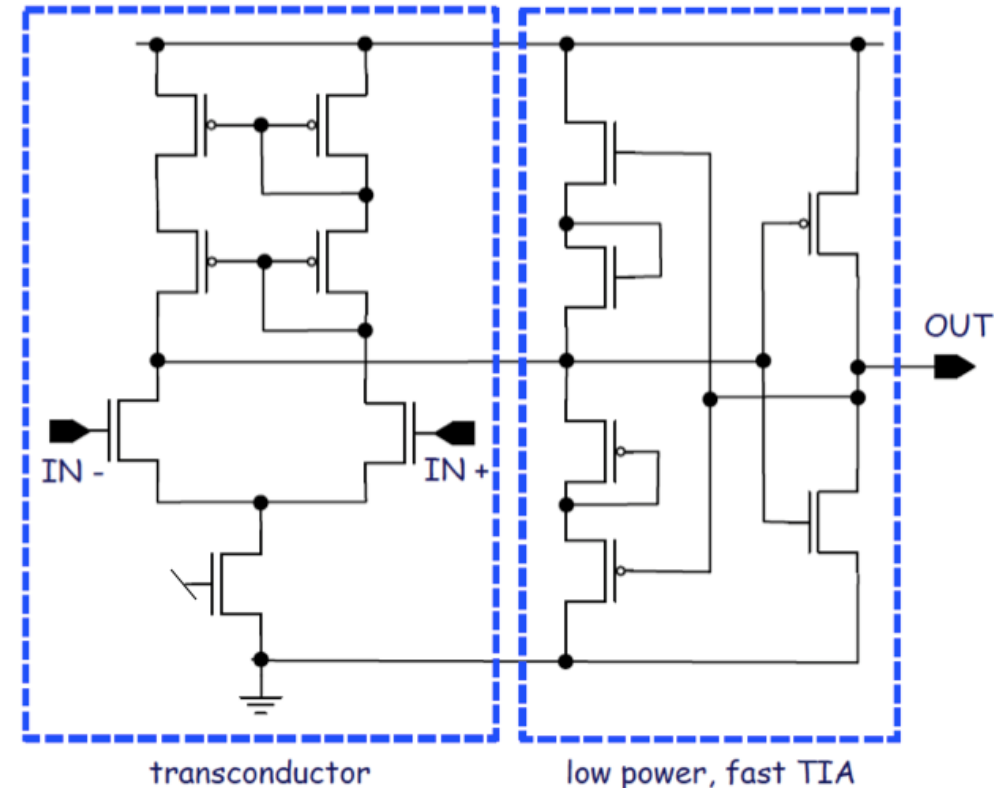 OUT
IN -
IN +
transconductor
low power, fast TIA